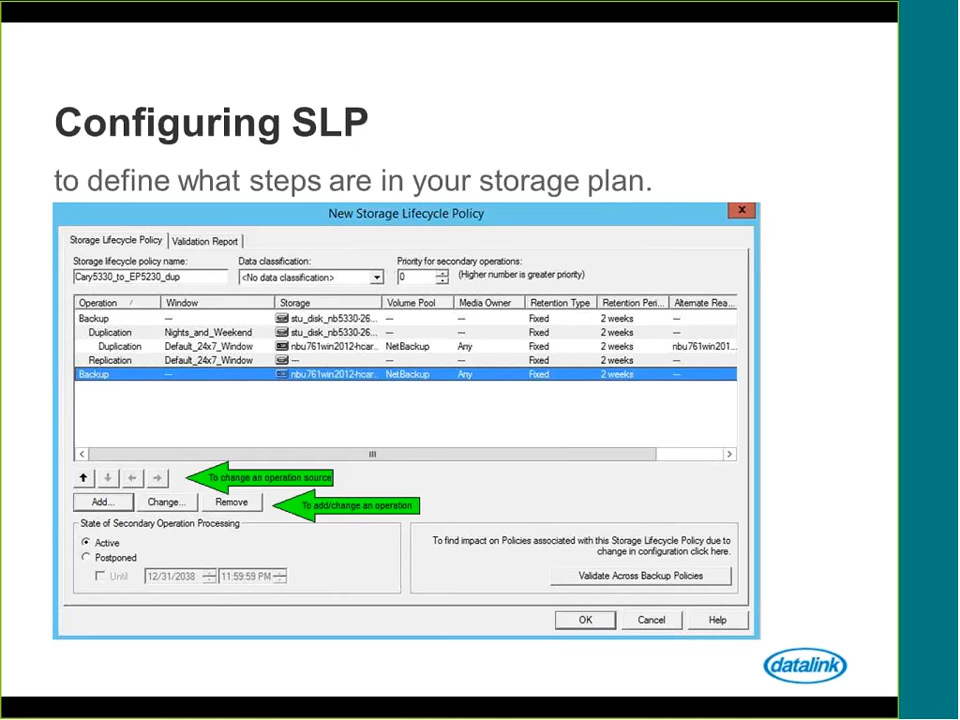 Configuring SLP
to define what steps are in your storage plan.
New Storage Lifecycle Policy
x
Storage Lifecycle Policy Validation Report
Storage lifecycle policy name: Data classification: Priority for secondary operations:
Cary5330_to_EP5230_dup <No data classification> 0 (Higher number is greater priority)
Operation / Window Storage Volume Pool Media Owner Retention Type Retention Peri... Alternate Rea...
Backup --- stu_disk_nb5330-26... --- --- Fixed 2 weeks ---
Duplication Nights_and_Weekend stu_disk_nb5330-26... --- --- Fixed 2 weeks ---
Duplication Default_24x7_Window nbu761win2012-hcar... NetBackup Any Fixed 2 weeks nbu761win201...
Replication Default_24x7_Window --- --- --- Fixed 2 weeks ---
Backup --- nbu761win2012-hcar... NetBackup Any Fixed 2 weeks ---
To change an operation source
Add... Change... Remove
To add/change an operation
State of Secondary Operation Processing
Active
Postponed
Until 12/31/2038 11:59:59 PM
To find impact on Policies associated with this Storage Lifecycle Policy due to
change in configuration click here.
Validate Across Backup Policies
OK Cancel Help
datalink